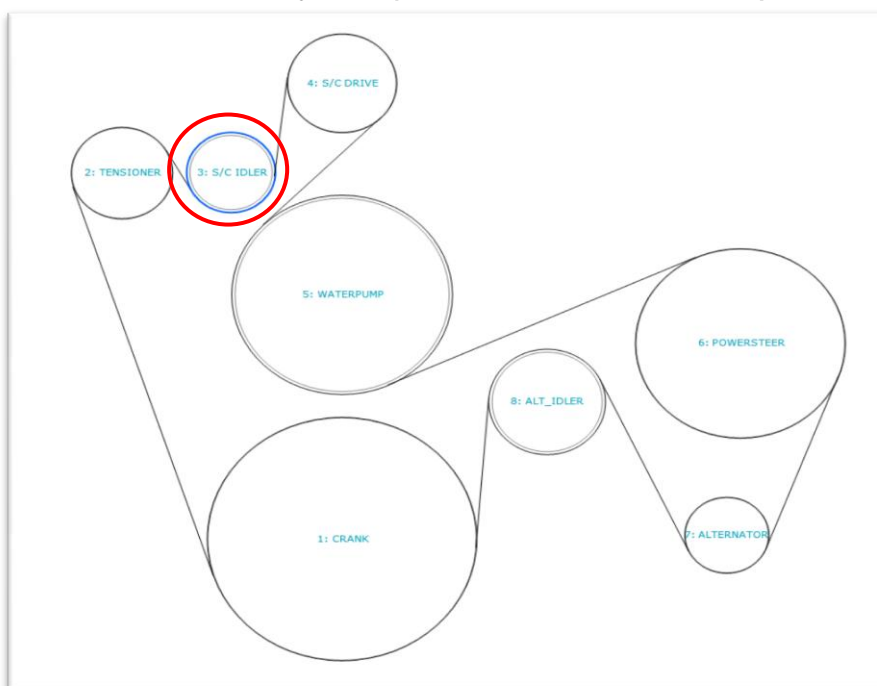 4: S/C DRIVE
2: TENSIONER
3: S/C IDLER
5: WATERPUMP
6: POWERSTEER
8: ALT_IDLER
1: CRANK
7: ALTERNATOR